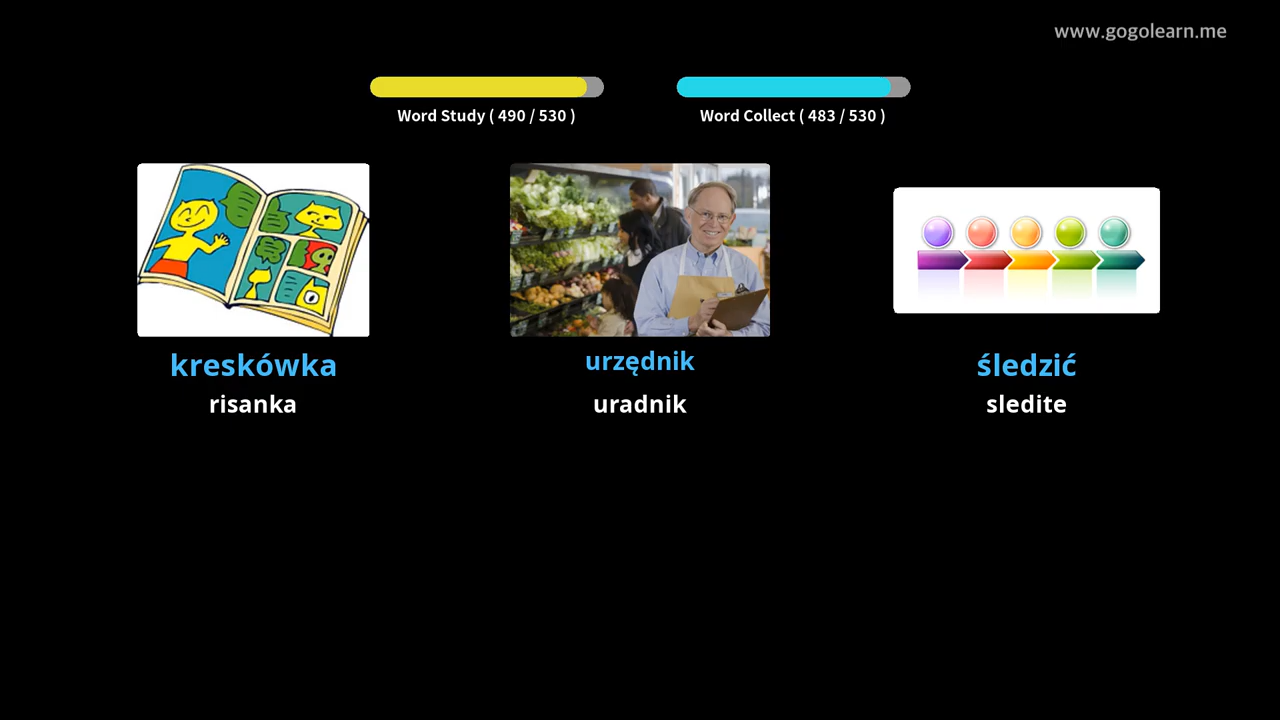 www.gogolearn.me
Word Study ( 490 / 530 )
Word Collect ( 483 / 530 )
kreskówka
urzędnik
śledzić
risanka
uradnik
sledite